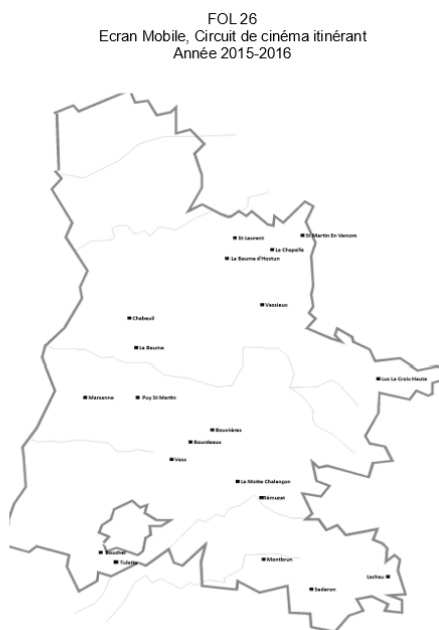 FOL 26
Ecran Mobile, Circuit de cinéma itinérant
Année 2015-2016
St Laurent
St Martin En Vercors
La Chapelle
La Baume d'Hostun
Vassieux
Chabeuil
La Baume
Lus La Croix Haute
Marsanne
Puy St Martin
Bouvières
Bourdeaux
Vesc
La Motte Chalançon
Rémuzat
Bouchet
Tulette
Montbrun
Lachau
Sederon